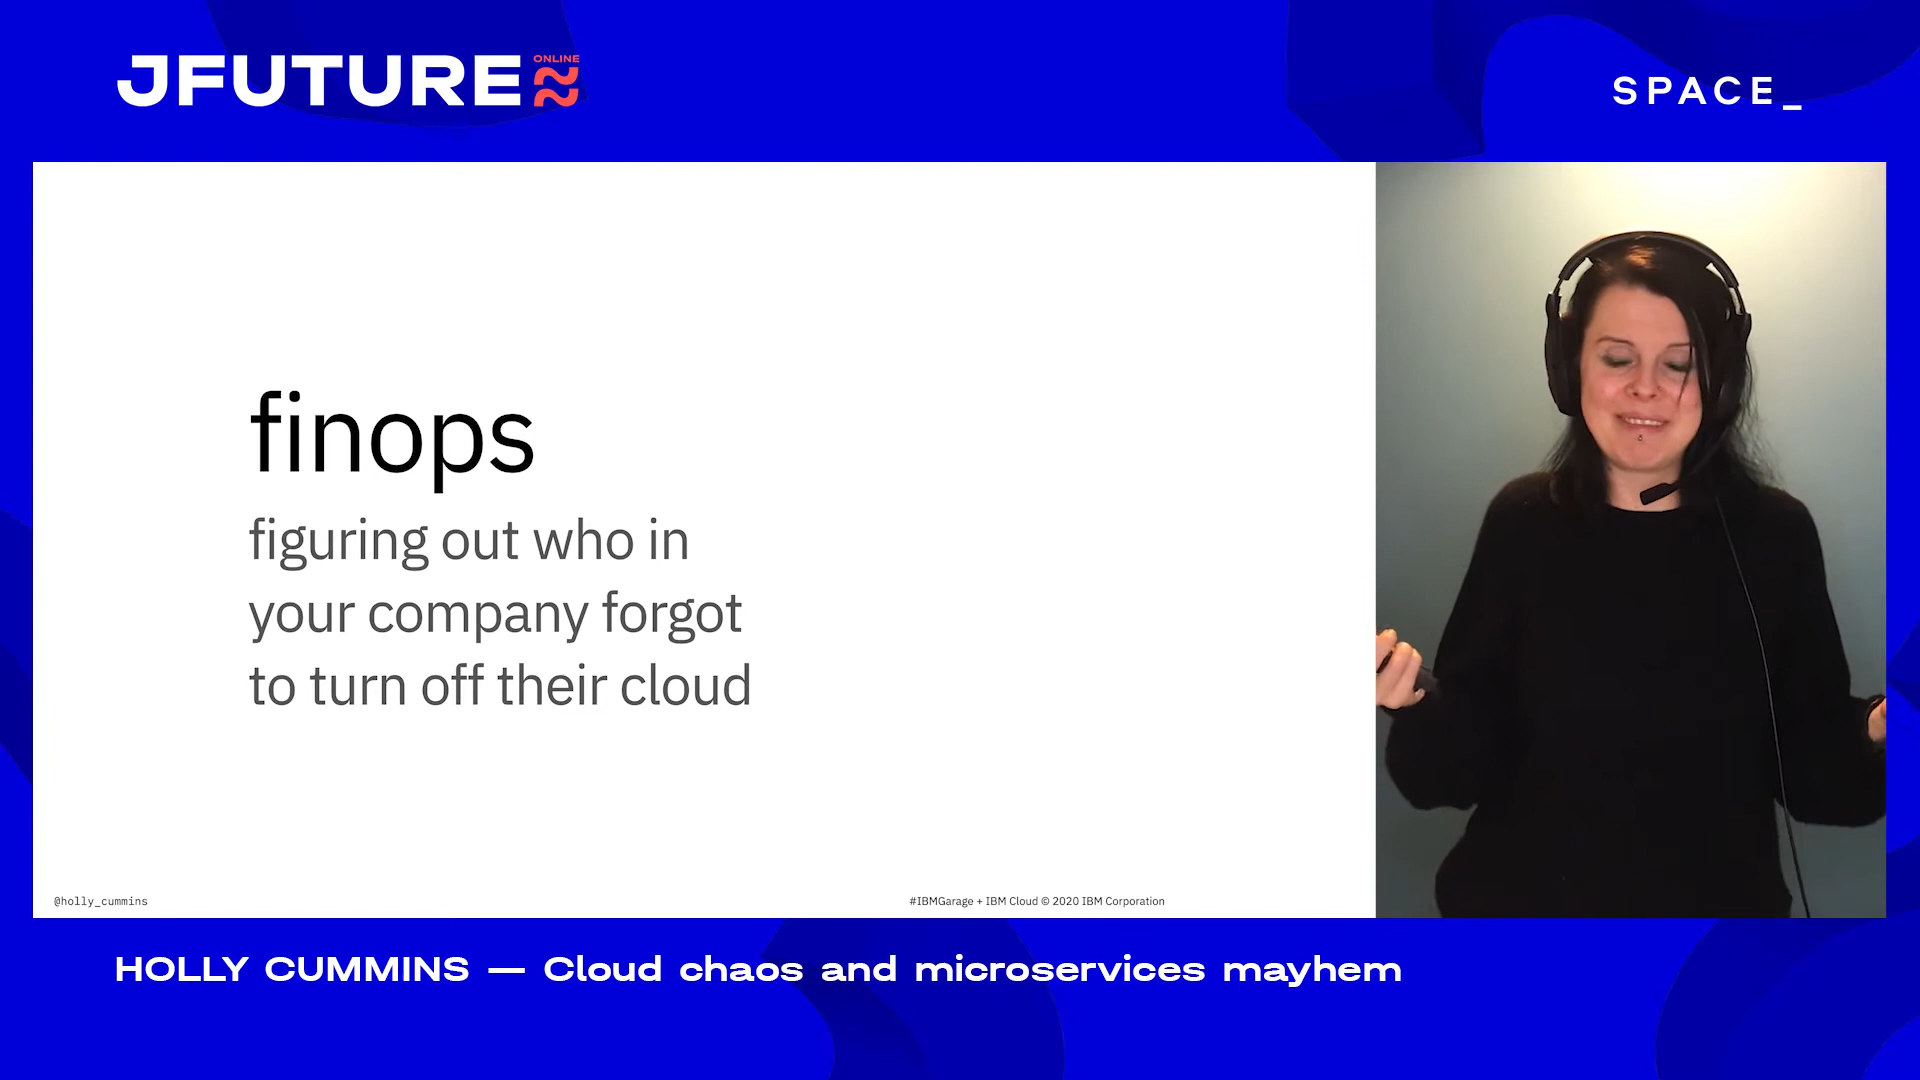 JFUTURE ONLINE
SPACE_
finops
figuring out who in
your company forgot
to turn off their cloud
@holly_cummins
#IBMGarage + IBM Cloud © 2020 IBM Corporation
HOLLY CUMMINS — Cloud chaos and microservices mayhem